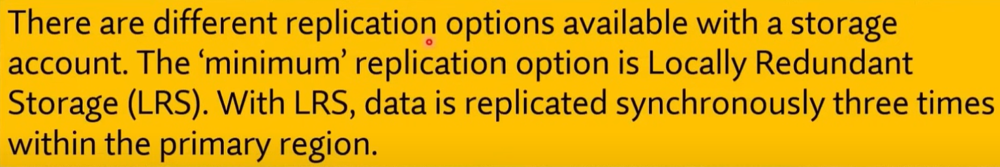 There are different replication options available with a storage
account. The ‘minimum’ replication option is Locally Redundant
Storage (LRS). With LRS, data is replicated synchronously three times
within the primary region.